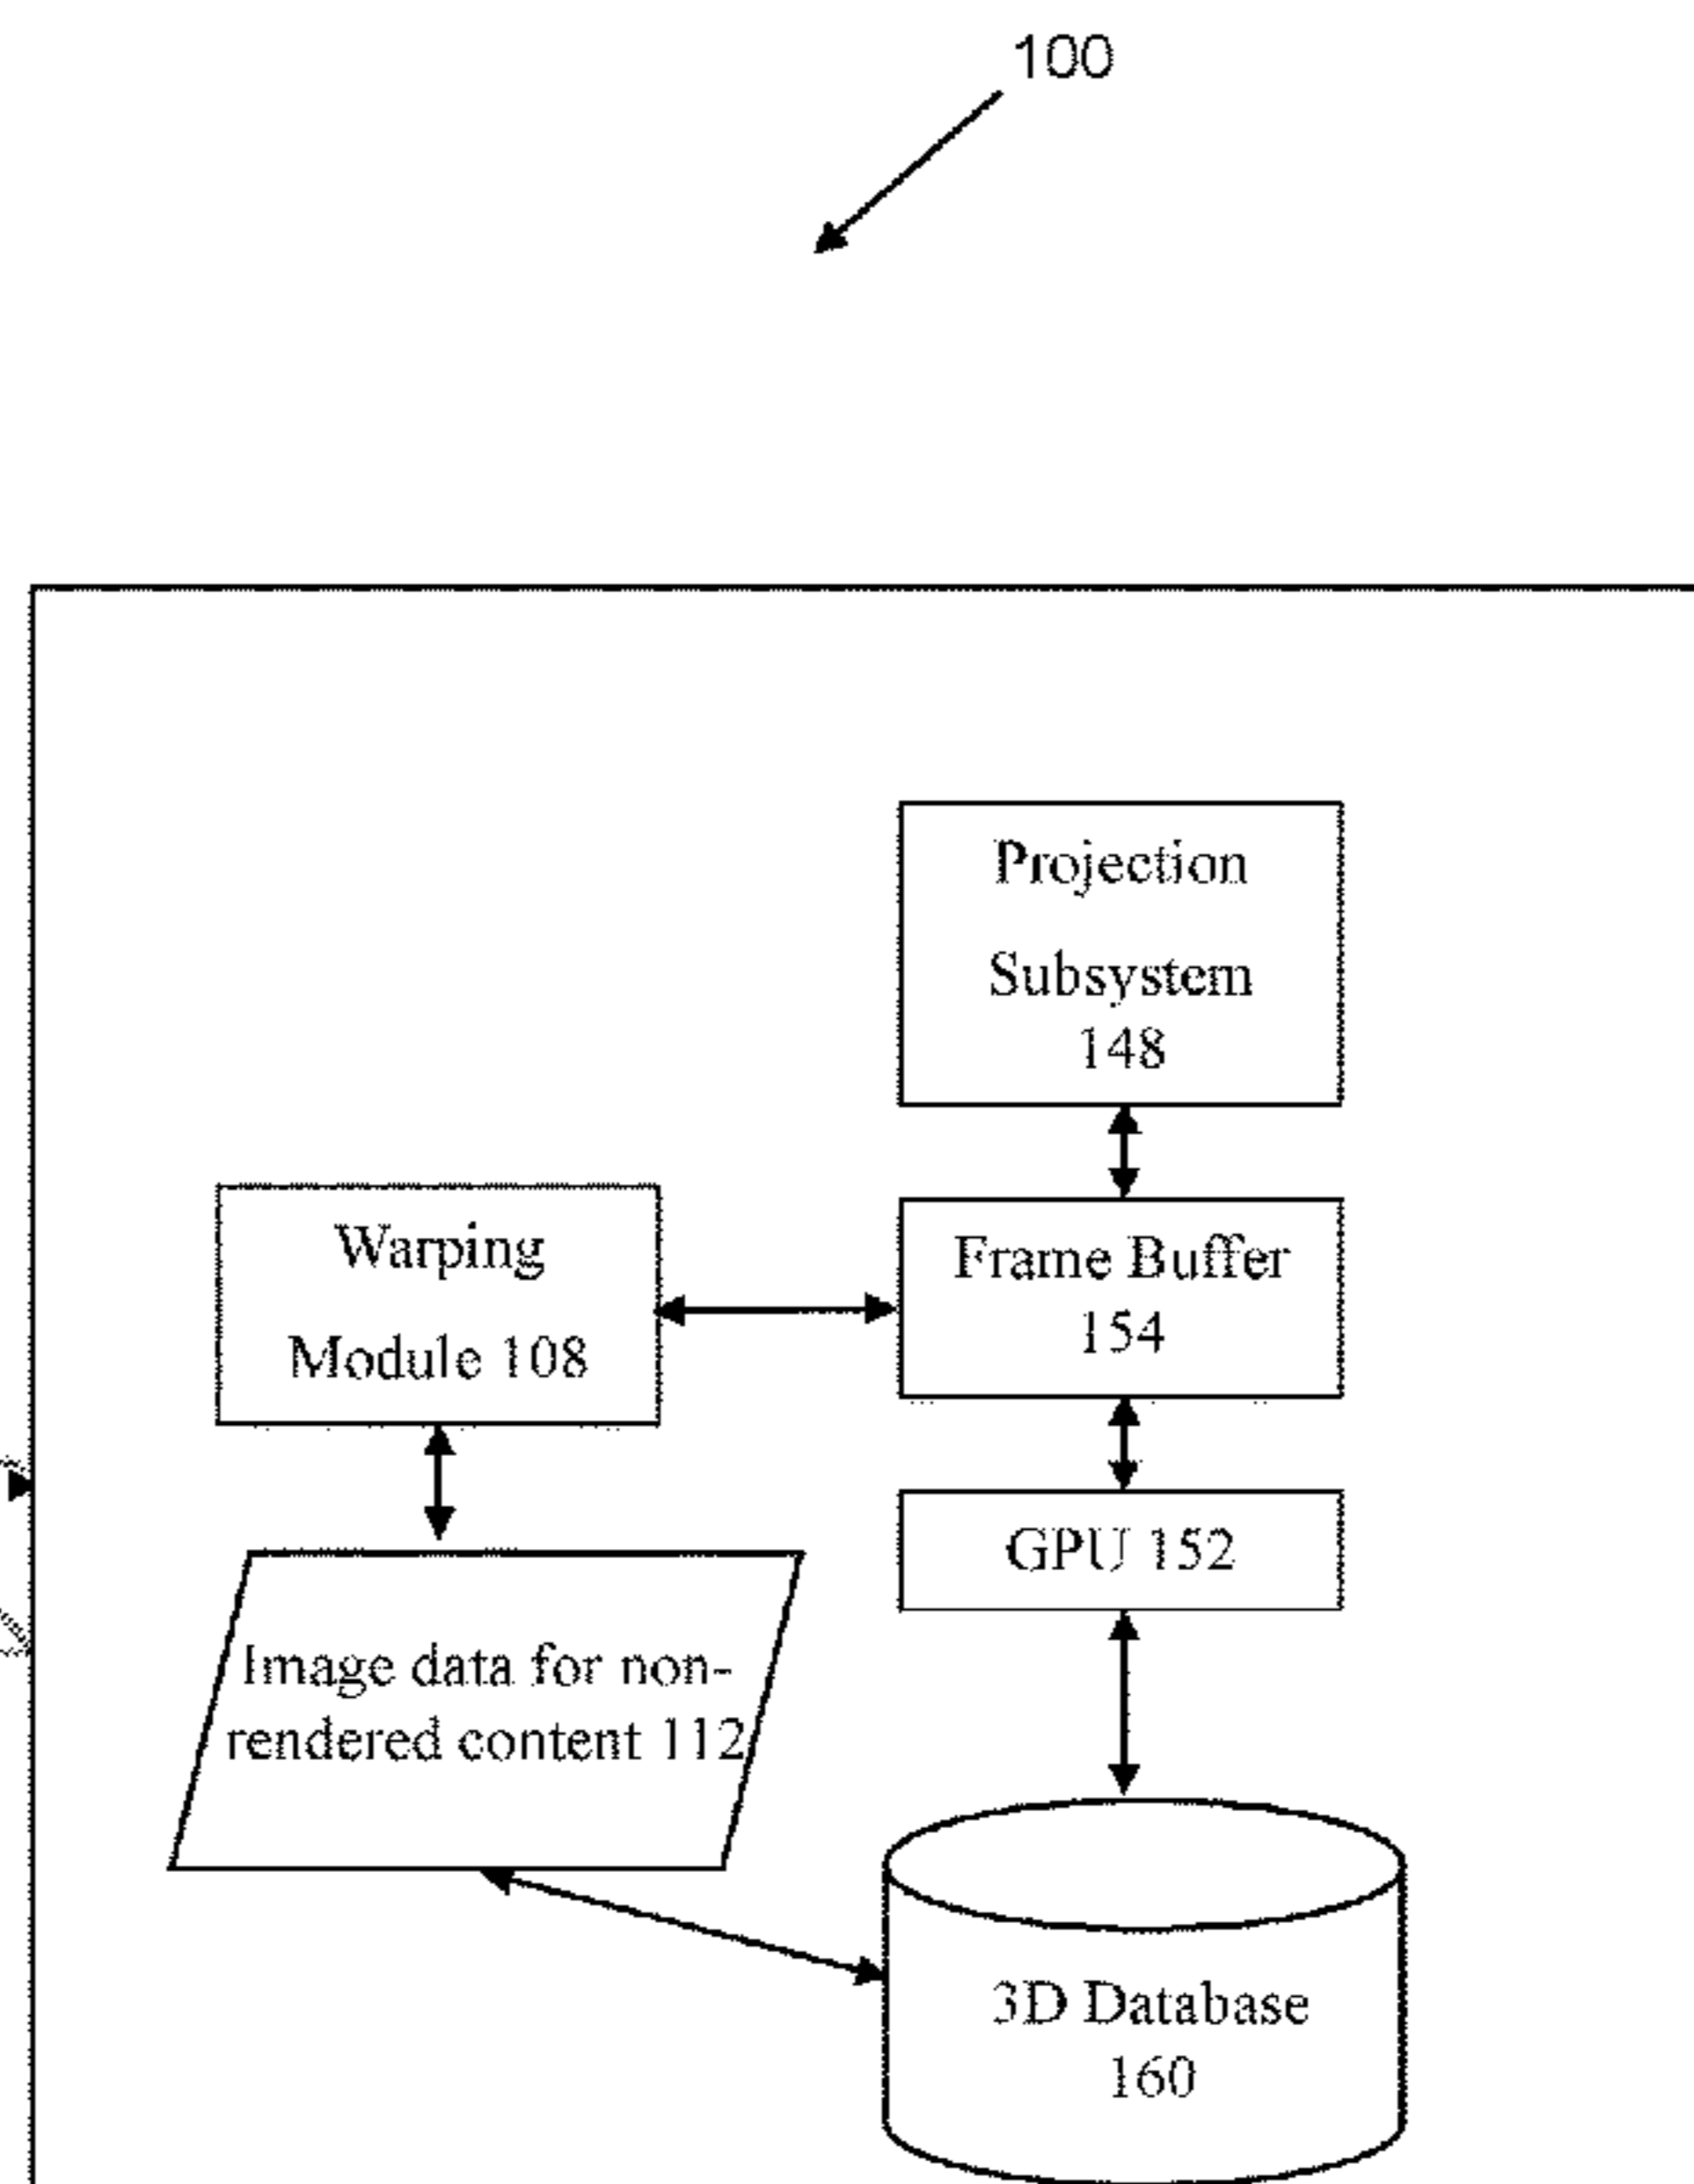 100
Projection
Subsystem
148
Warping
Module 108
Frame Buffer
154
GPU 152
Image data for non-
rendered content 112
3D Database
160